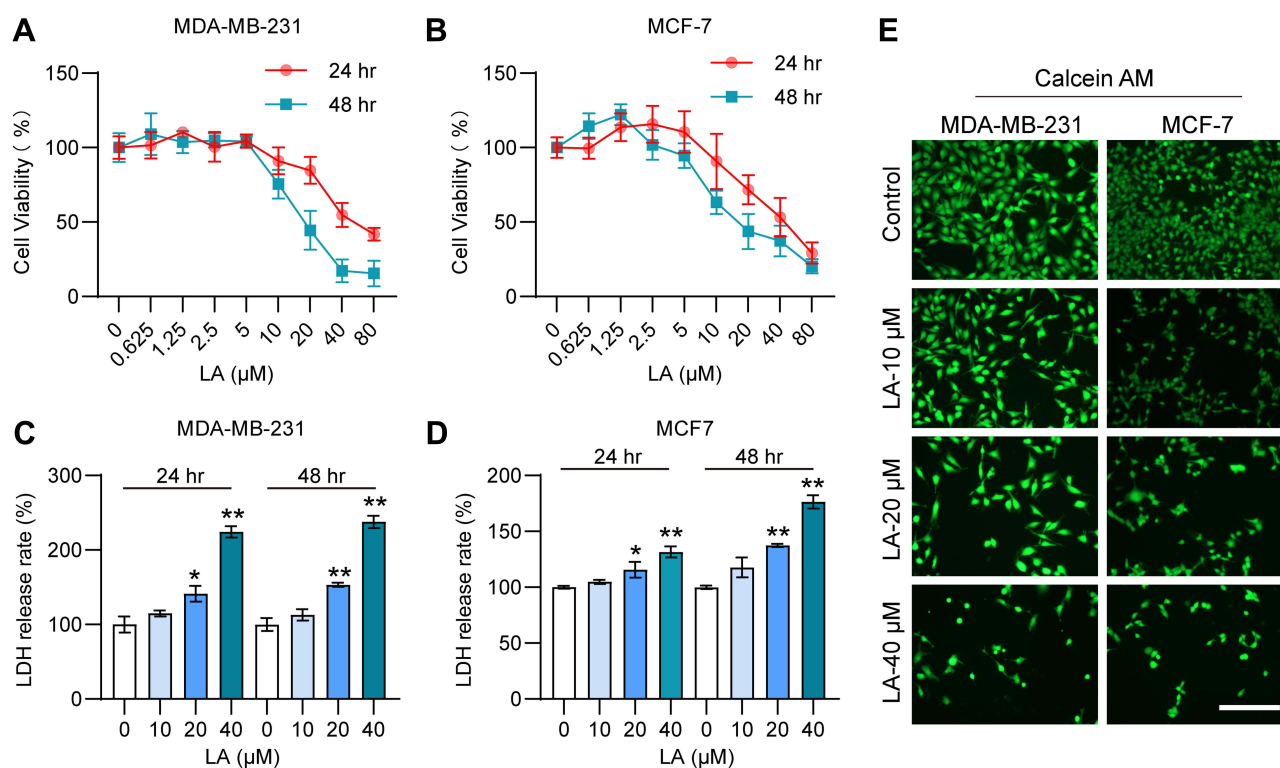 A
MDA-MB-231
24 hr
48 hr
150
100
50
0
Cell Viability ( %)
0
0.625
1.25
2.5
5
10
20
40
80
LA (μM)
B
MCF-7
24 hr
48 hr
150
100
50
0
Cell Viability ( %)
0
0.625
1.25
2.5
5
10
20
40
80
LA (μM)
C
MDA-MB-231
24 hr
48 hr
300
200
100
0
LDH release rate (%)
*
**
**
**
0 10 20 40 0 10 20 40
LA (μM)
D
MCF7
24 hr
48 hr
200
150
100
50
0
LDH release rate (%)
*
**
**
**
0 10 20 40 0 10 20 40
LA (μM)
E
Calcein AM
MDA-MB-231 MCF-7
Control
LA-10 μM
LA-20 μM
LA-40 μM